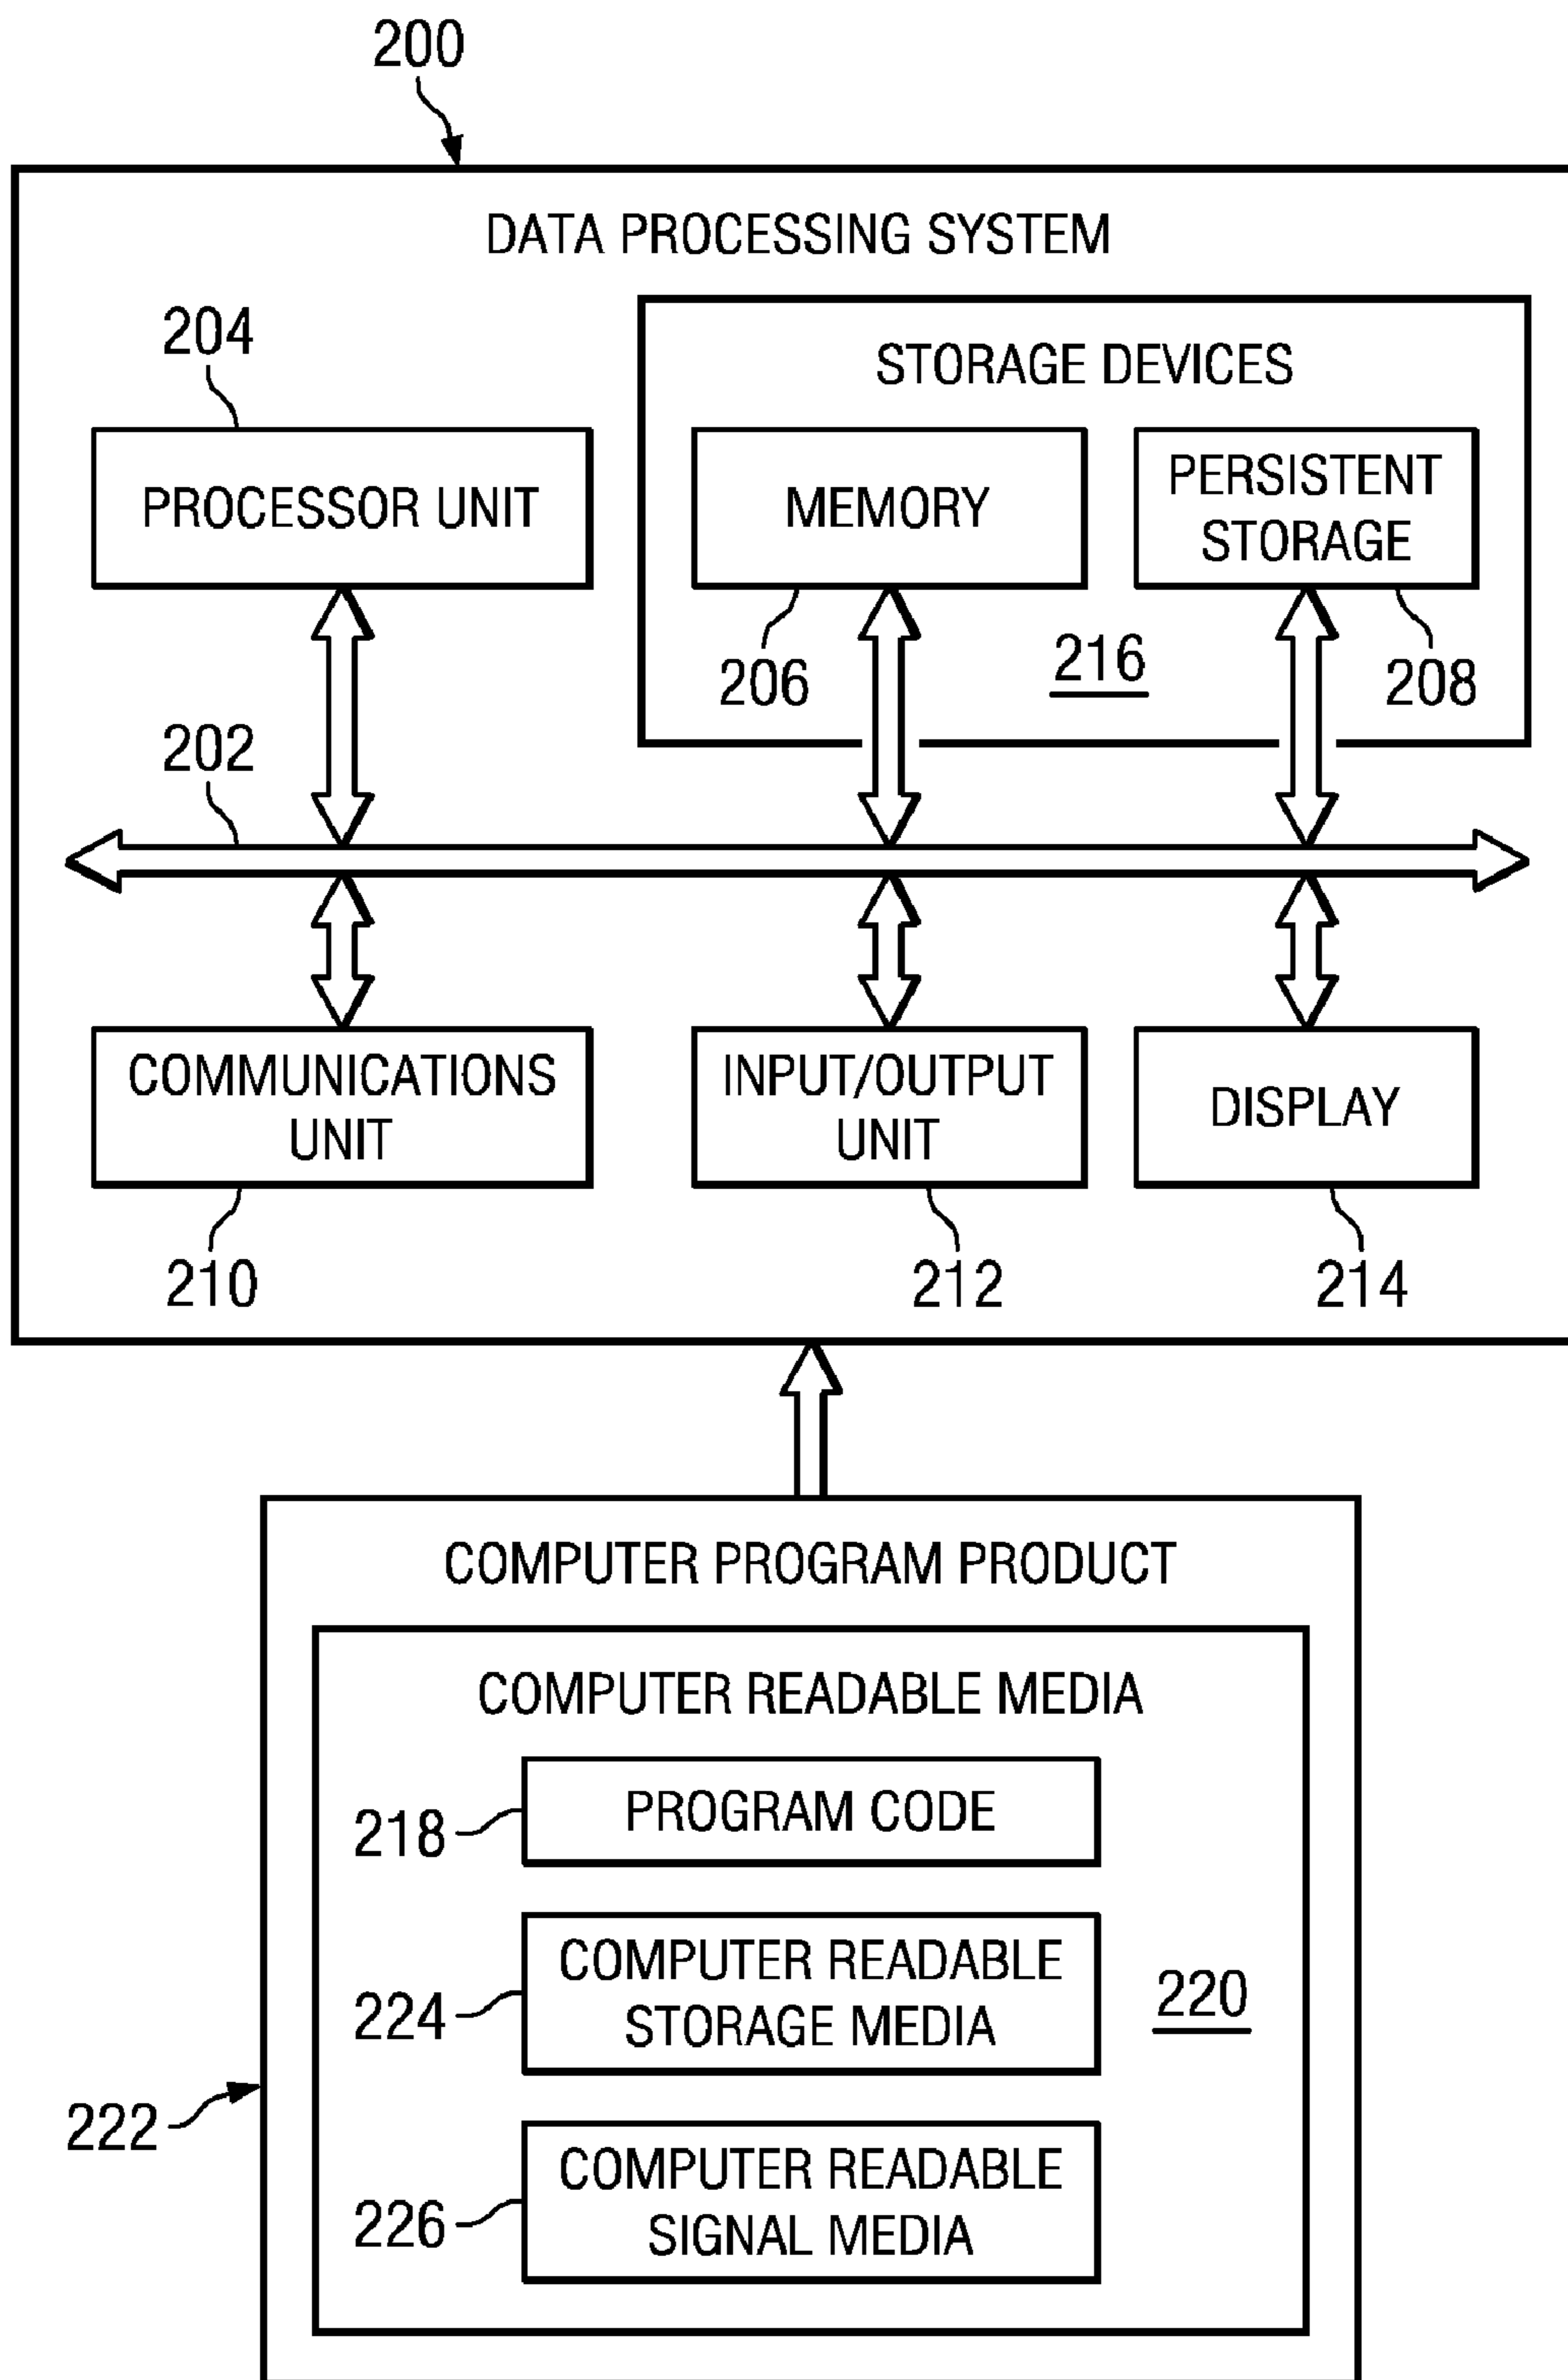 200
DATA PROCESSING SYSTEM
204
STORAGE DEVICES
PROCESSOR UNIT
MEMORY
PERSISTENT
STORAGE
206
216
208
202
COMMUNICATIONS
UNIT
INPUT/OUTPUT
UNIT
DISPLAY
210
212
214
COMPUTER PROGRAM PRODUCT
COMPUTER READABLE MEDIA
218
PROGRAM CODE
224
COMPUTER READABLE
STORAGE MEDIA
220
222
226
COMPUTER READABLE
SIGNAL MEDIA